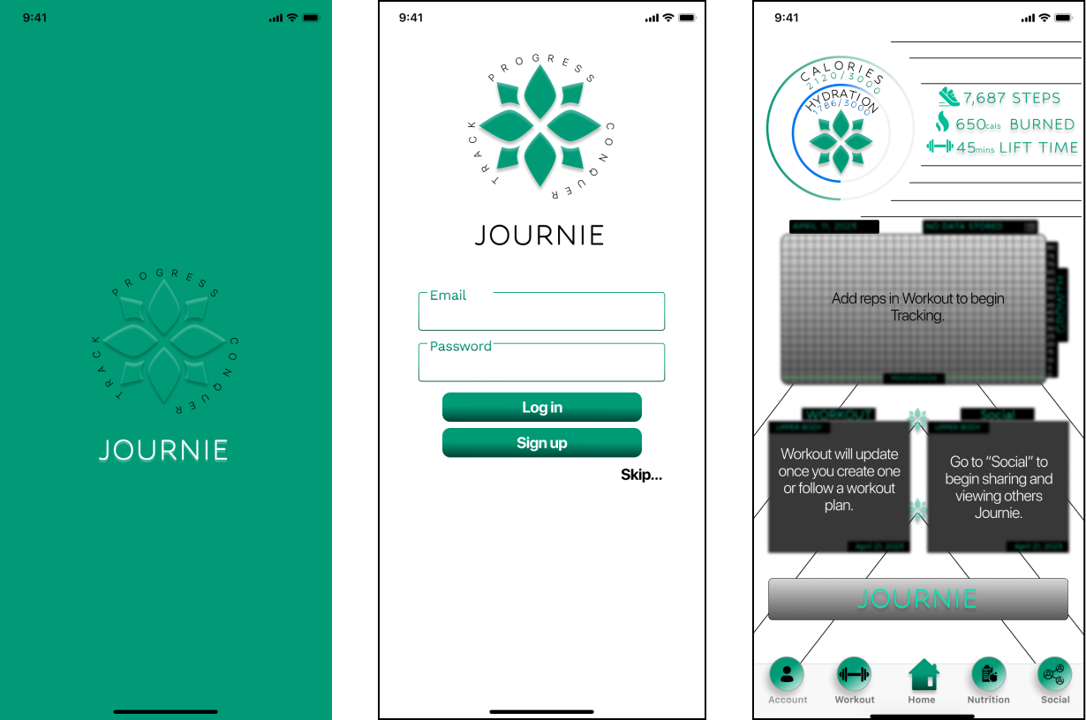 9:41
PROGRESS
CONQUER
TRACK
JOURNIE
9:41
PROGRESS
CONQUER
TRACK
JOURNIE
Email
Password
Log in
Sign up
Skip...
9:41
CALORIES
2120/3000
HYDRATION
1786/3000
7,687 STEPS
650cals BURNED
45mins LIFT TIME
APRIL 11, 2023
NO DATA STORED
Add reps in Workout to begin
Tracking.
GROWTH
PROGRESSION
WORKOUT
UPPER BODY
Workout will update
once you create one
or follow a workout
plan.
April 21, 2023
Social
UPPER BODY
Go to “Social” to
begin sharing and
viewing others
Journie.
April 21, 2023
JOURNIE
Account
Workout
Home
Nutrition
Social